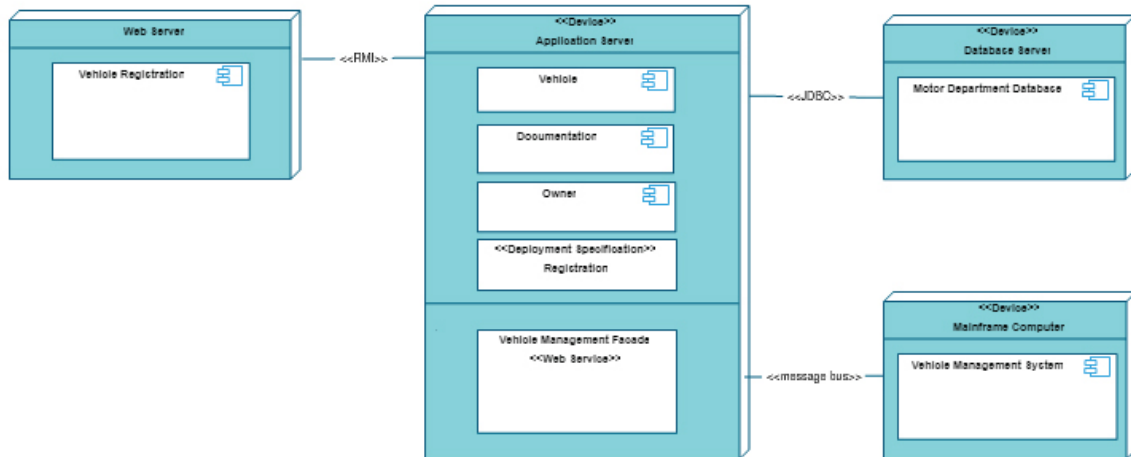 Web Server
Vehicle Registration
<<RMI>>
<<Device>>
Application Server
Vehicle
Documentation
Owner
<<Deployment Specification>>
Registration
Vehicle Management Facade
<<Web Service>>
<<JDBC>>
<<Device>>
Database Server
Motor Department Database
<<message bus>>
<<Device>>
Mainframe Computer
Vehicle Management System